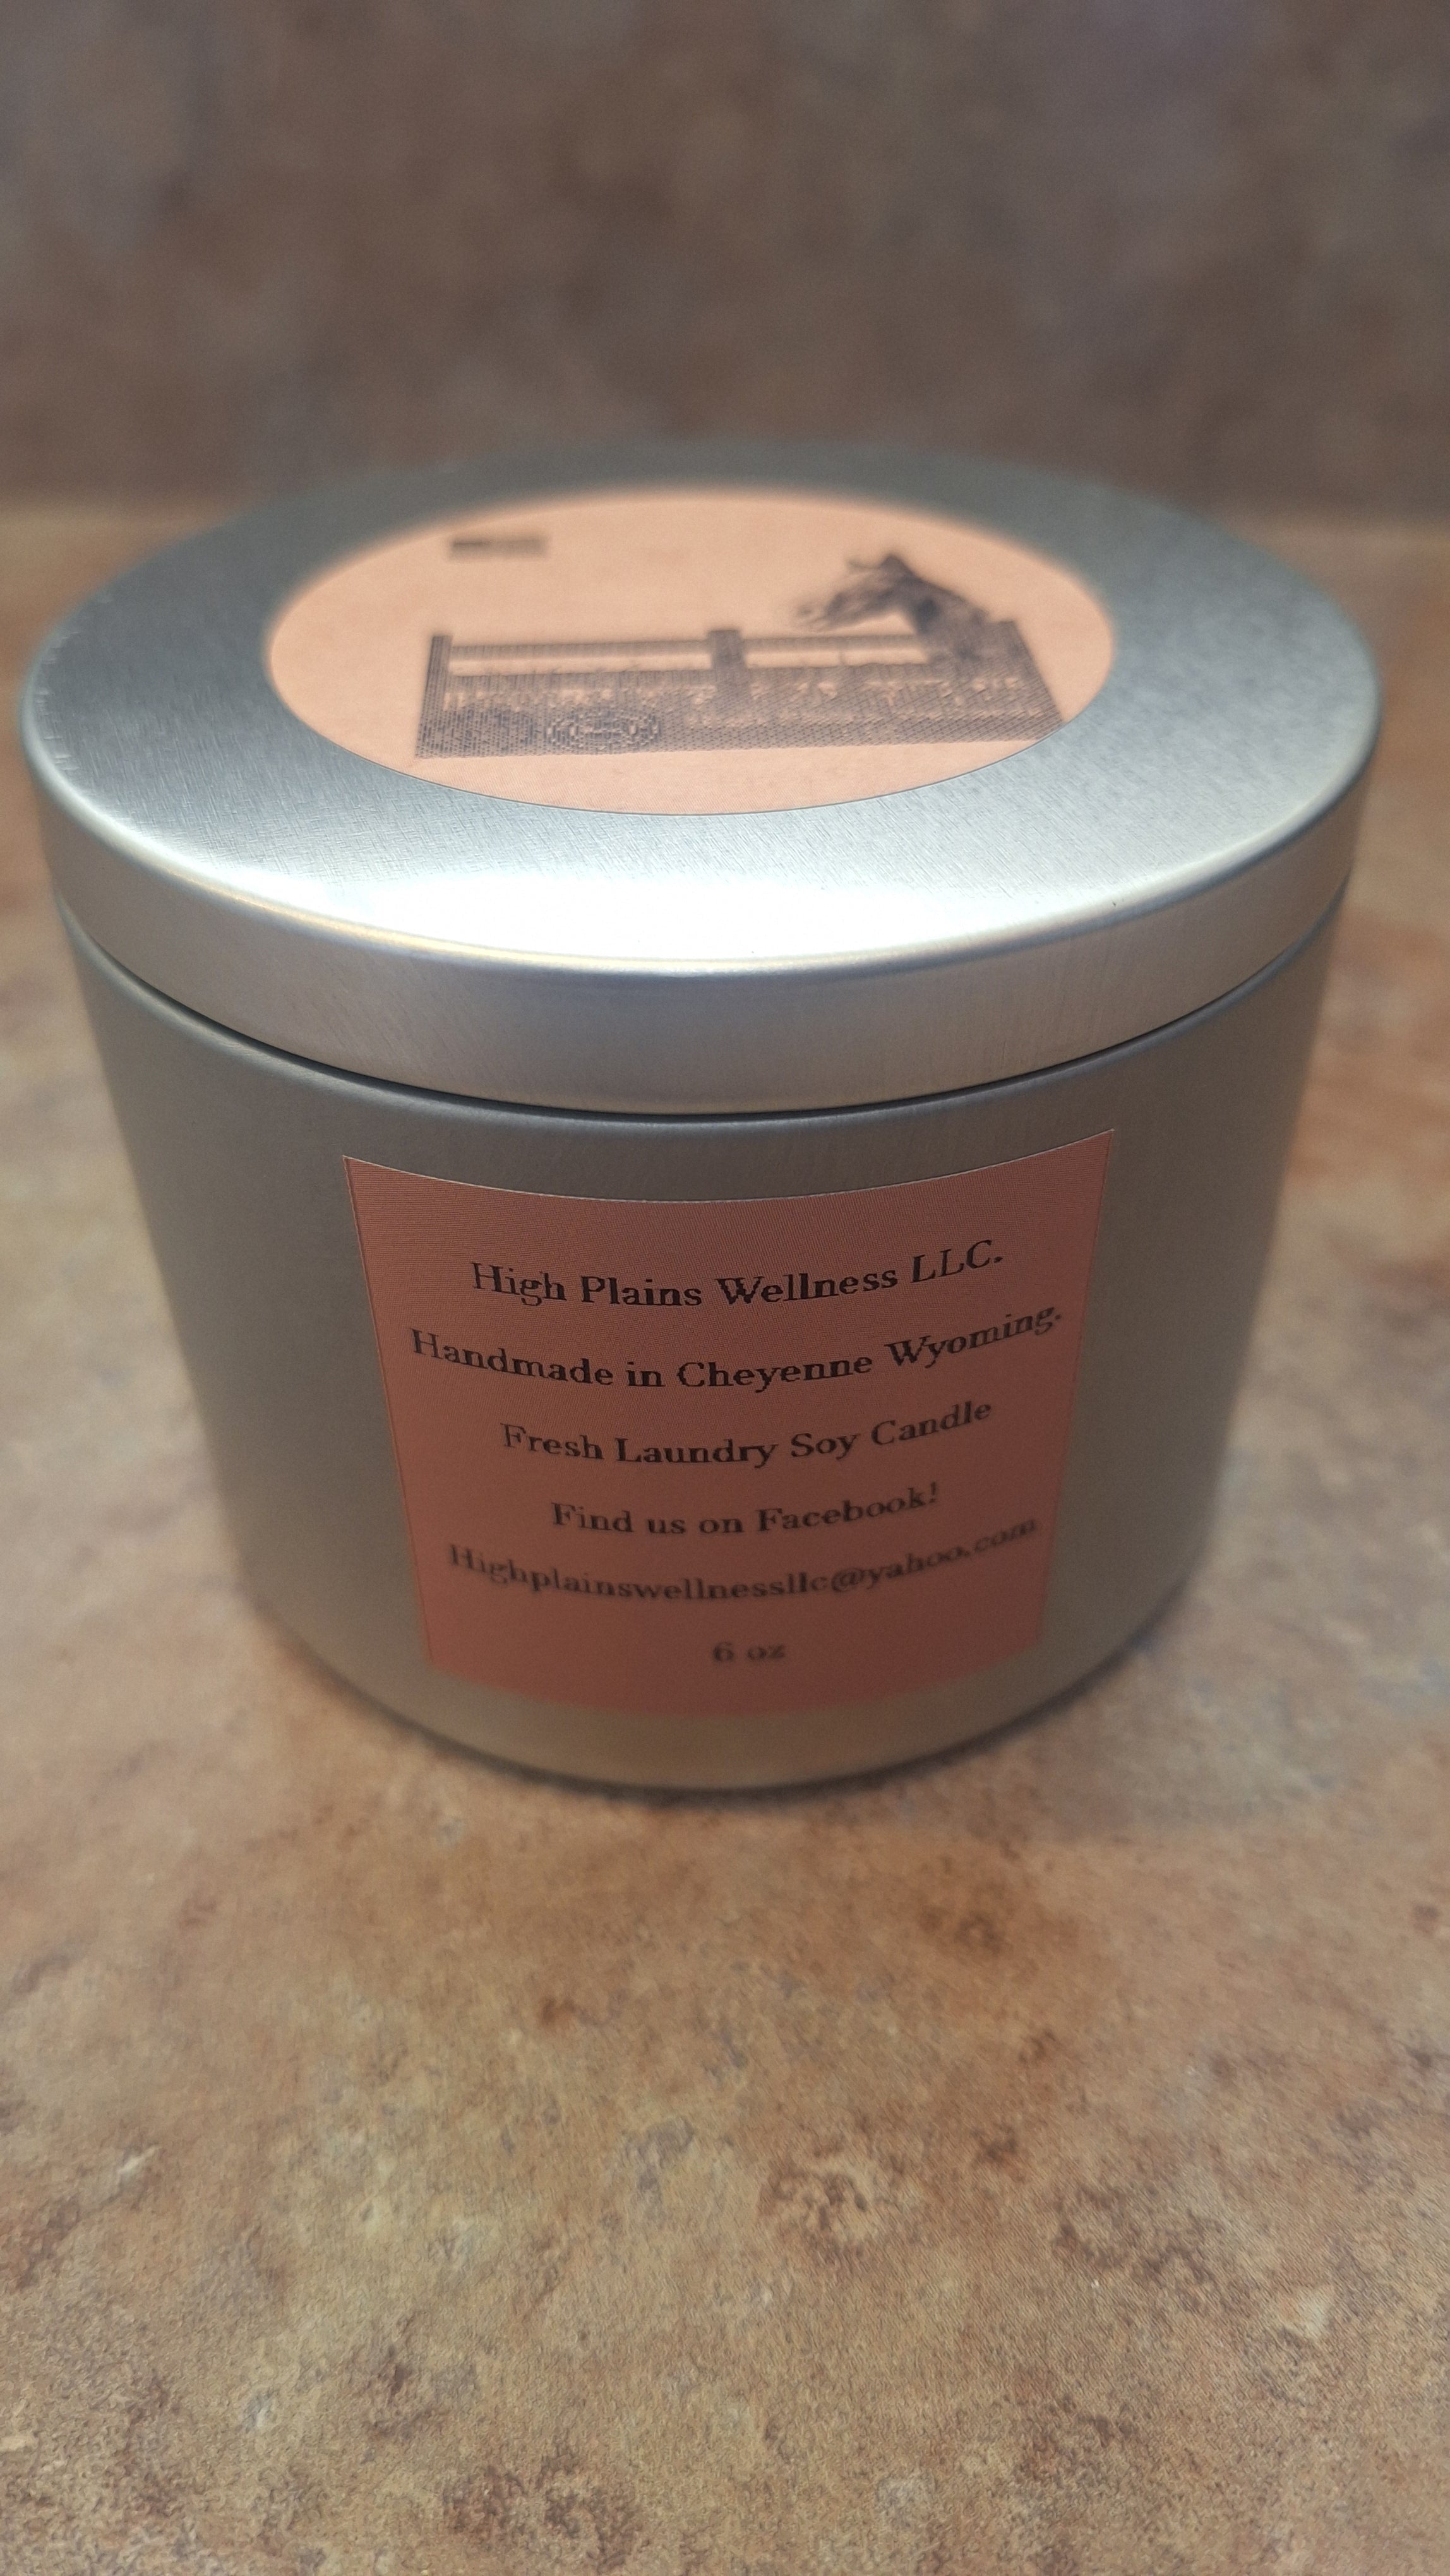 High Plains Wellness LLC.
Handmade in Cheyenne Wyoming.
Fresh Laundry Soy Candle
Find us on Facebook!
Highplainswellnessllc@yahoo.com
6 oz